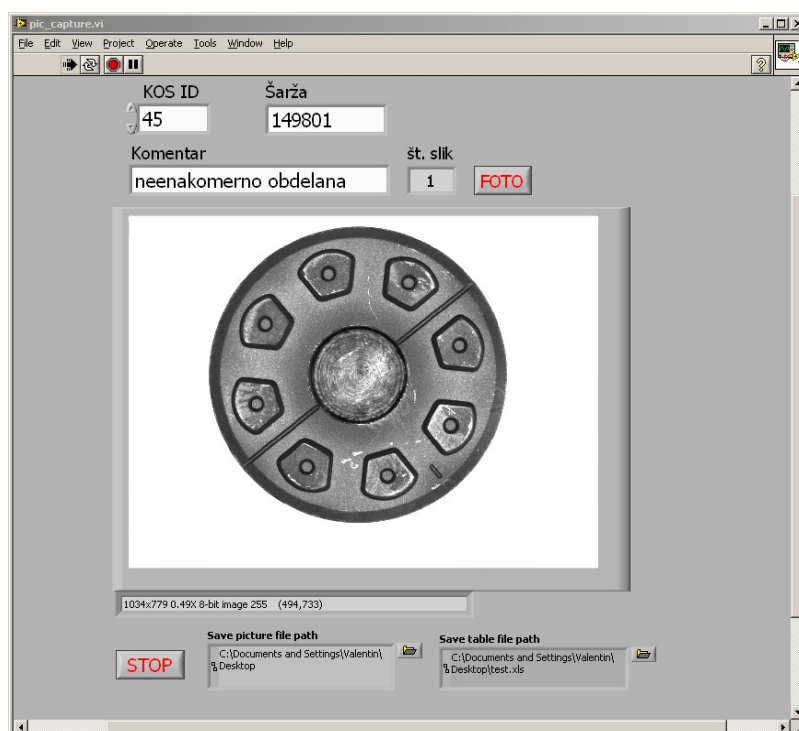 pic_capture.vi
File Edit View Project Operate Tools Window Help
KOS ID Šarža
45 149801
Komentar št. slik
neenakomerno obdelana 1 FOTO
1034x779 0.49X 8-bit image 255 (494,733)
Save picture file path Save table file path
STOP
C:\Documents and Settings\Valentin\
Desktop
C:\Documents and Settings\Valentin\
Desktop\test.xls